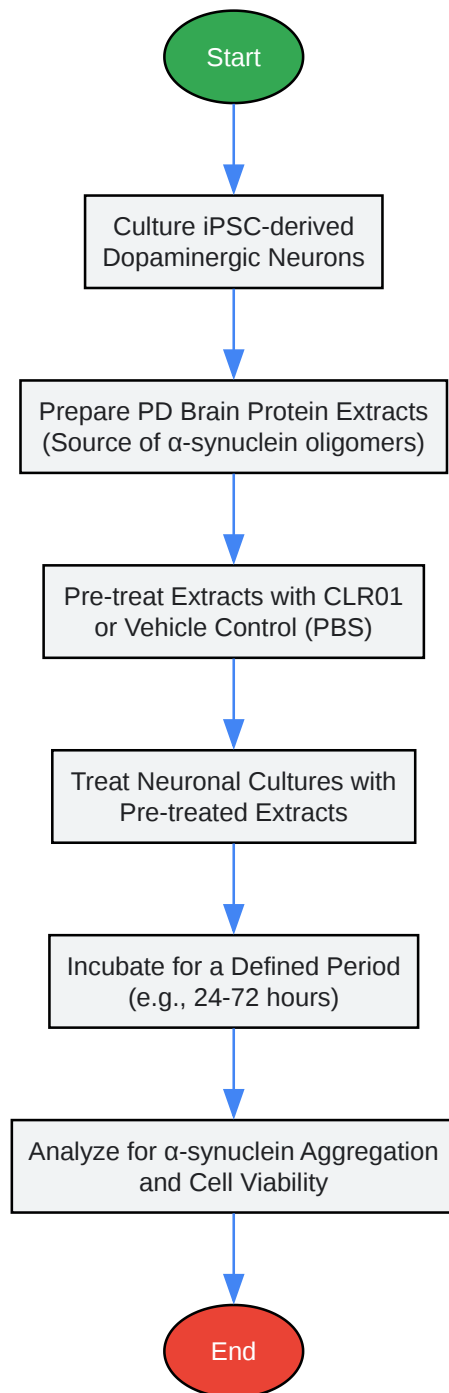 Start
Culture iPSC-derived
Dopaminergic Neurons
Prepare PD Brain Protein Extracts
(Source of α-synuclein oligomers)
Pre-treat Extracts with CLR01
or Vehicle Control (PBS)
Treat Neuronal Cultures with
Pre-treated Extracts
Incubate for a Defined Period
(e.g., 24-72 hours)
Analyze for α-synuclein Aggregation
and Cell Viability
End